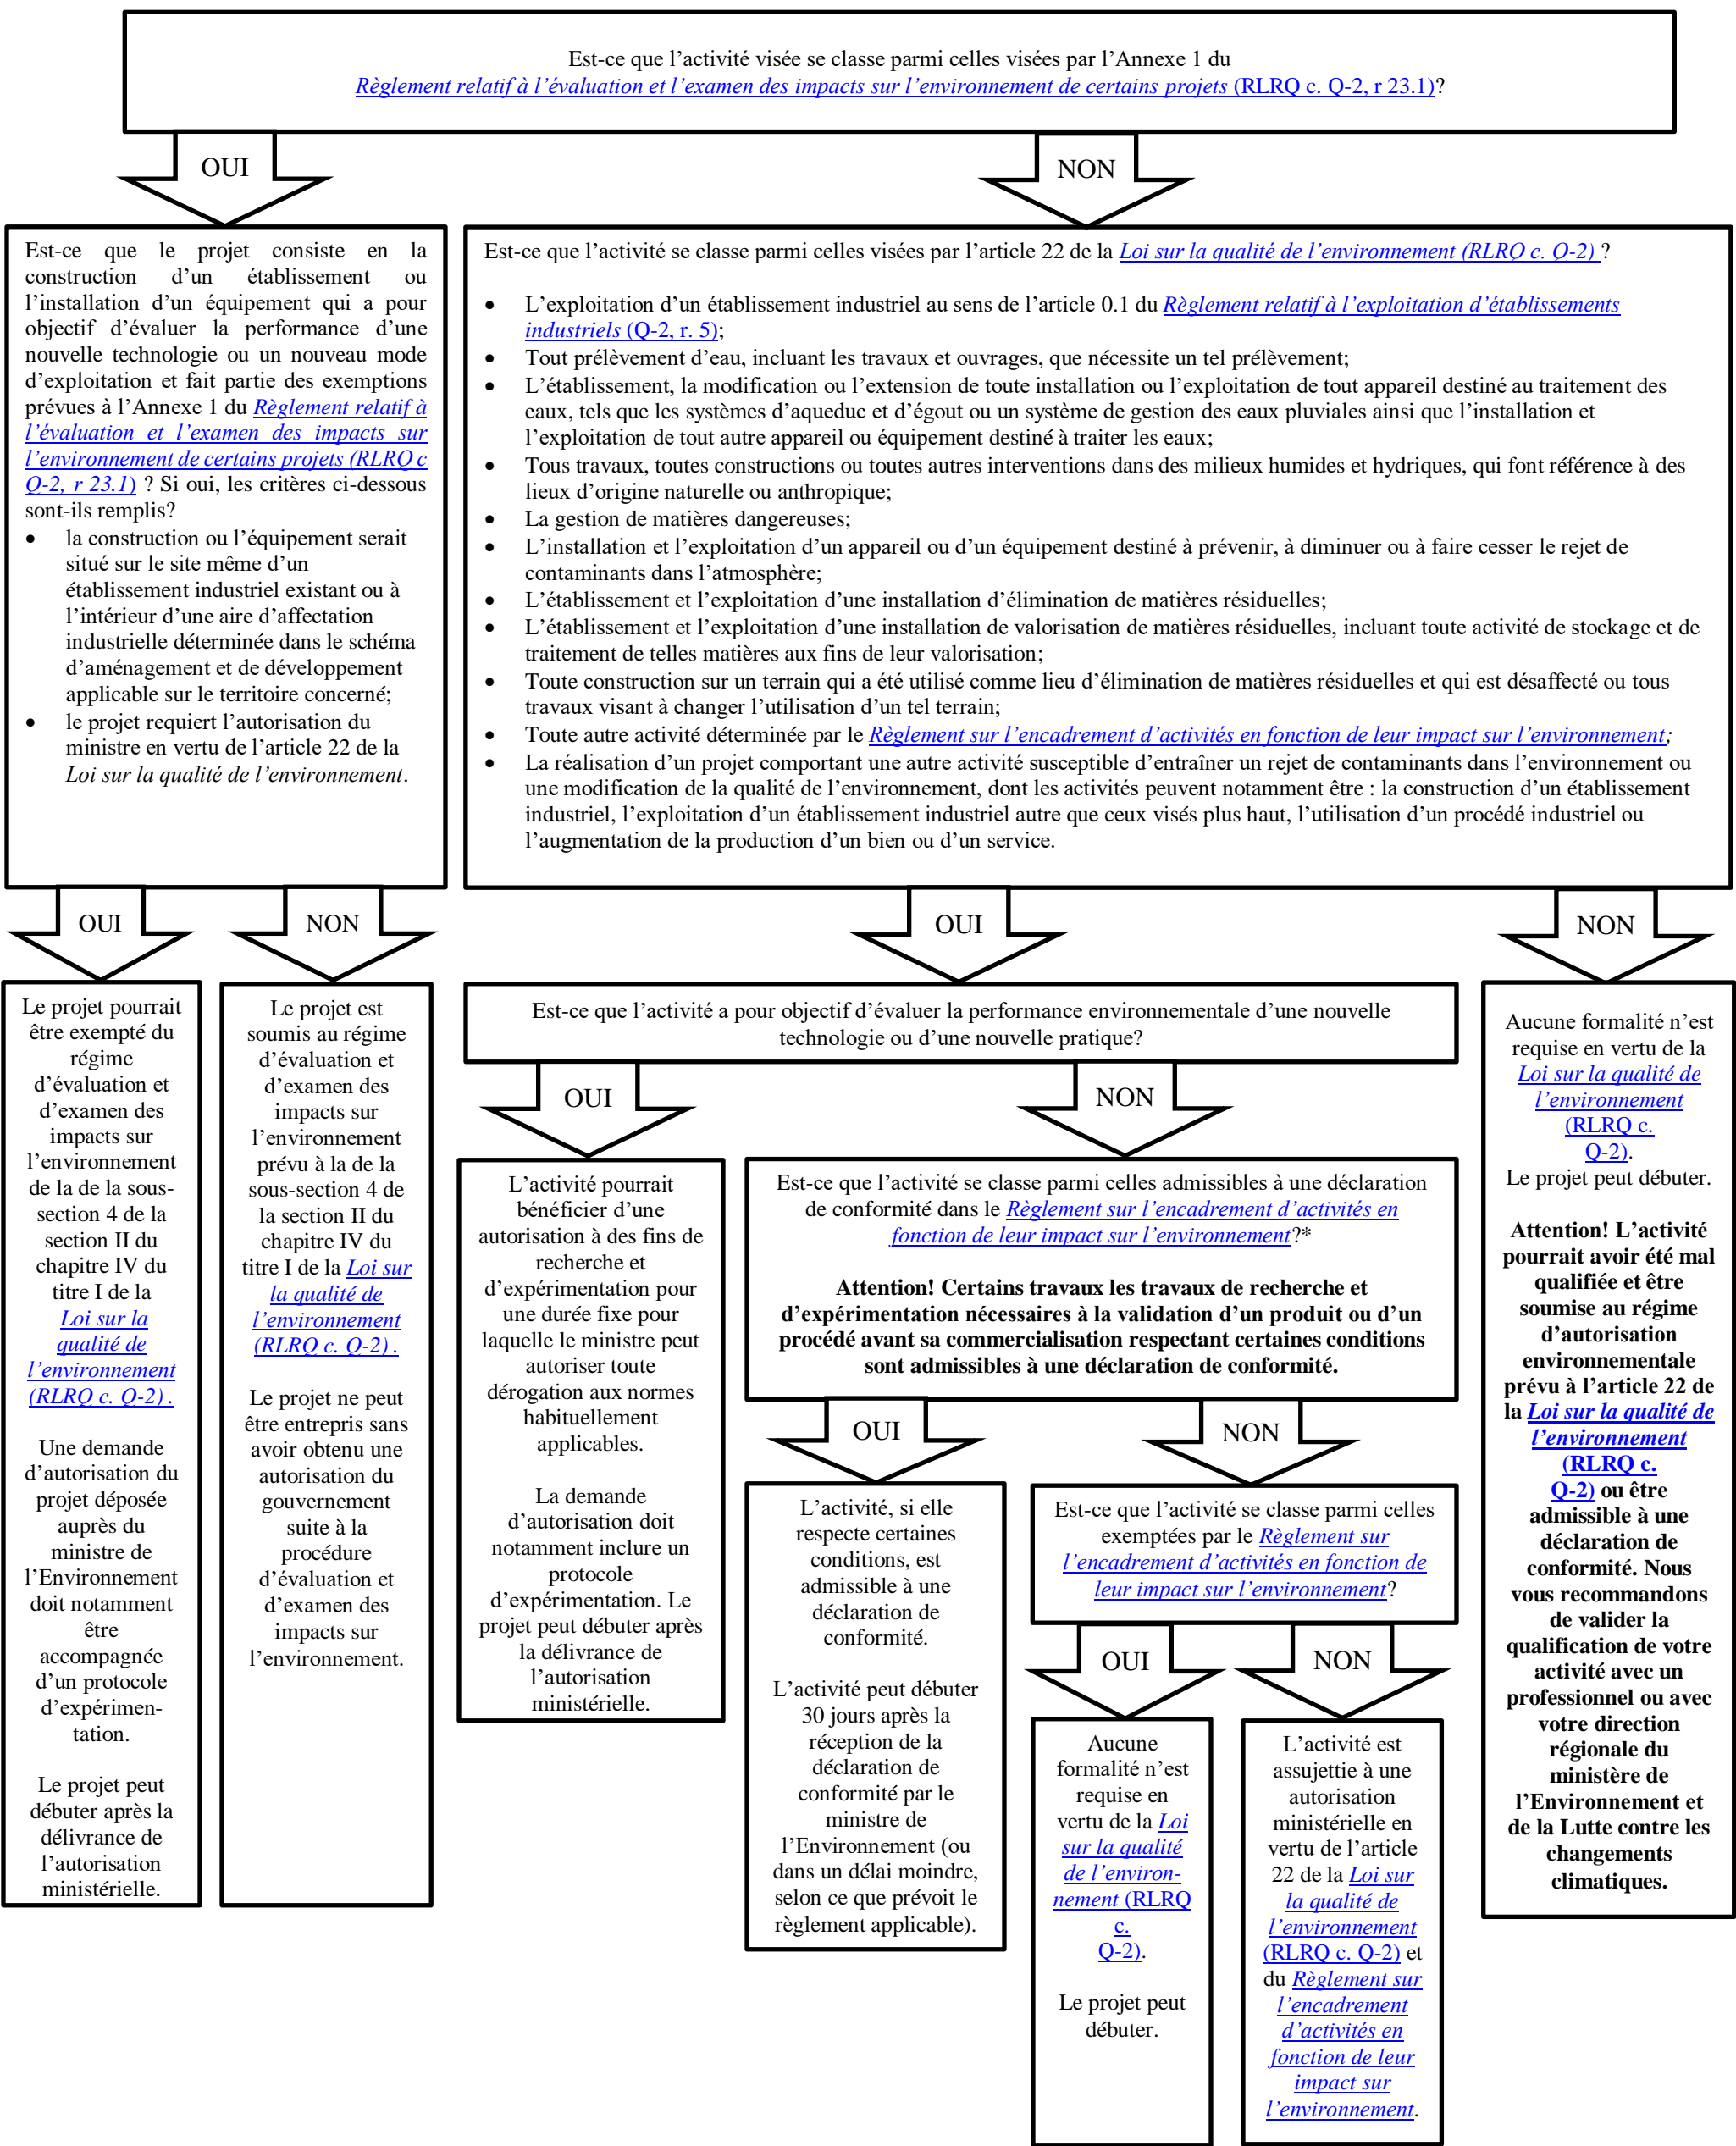 Est-ce que l’activité visée se classe parmi celles visées par l’Annexe 1 du
Règlement relatif à l’évaluation et l’examen des impacts sur l’environnement de certains projets (RLRQ c. Q-2, r 23.1)?
OUI
NON
Est-ce que le projet consiste en la
construction d’un établissement ou
l’installation d’un équipement qui a pour
objectif d’évaluer la performance d’une
nouvelle technologie ou un nouveau mode
d’exploitation et fait partie des exemptions
prévues à l’Annexe 1 du Règlement relatif à
l’évaluation et l’examen des impacts sur
l’environnement de certains projets (RLRQ c
Q-2, r 23.1) ? Si oui, les critères ci-dessous
sont-ils remplis?
• la construction ou l’équipement serait
situé sur le site même d’un
établissement industriel existant ou à
l’intérieur d’une aire d’affectation
industrielle déterminée dans le schéma
d’aménagement et de développement
applicable sur le territoire concerné;
• le projet requiert l’autorisation du
ministre en vertu de l’article 22 de la
Loi sur la qualité de l’environnement.
Est-ce que l’activité se classe parmi celles visées par l’article 22 de la Loi sur la qualité de l’environnement (RLRQ c. Q-2) ?
• L’exploitation d’un établissement industriel au sens de l’article 0.1 du Règlement relatif à l’exploitation d’établissements
industriels (Q-2, r. 5);
• Tout prélèvement d’eau, incluant les travaux et ouvrages, que nécessite un tel prélèvement;
• L’établissement, la modification ou l’extension de toute installation ou l’exploitation de tout appareil destiné au traitement des
eaux, tels que les systèmes d’aqueduc et d’égout ou un système de gestion des eaux pluviales ainsi que l’installation et
l’exploitation de tout autre appareil ou équipement destiné à traiter les eaux;
• Tous travaux, toutes constructions ou toutes autres interventions dans des milieux humides et hydriques, qui font référence à des
lieux d’origine naturelle ou anthropique;
• La gestion de matières dangereuses;
• L’installation et l’exploitation d’un appareil ou d’un équipement destiné à prévenir, à diminuer ou à faire cesser le rejet de
contaminants dans l’atmosphère;
• L’établissement et l’exploitation d’une installation d’élimination de matières résiduelles;
• L’établissement et l’exploitation d’une installation de valorisation de matières résiduelles, incluant toute activité de stockage et de
traitement de telles matières aux fins de leur valorisation;
• Toute construction sur un terrain qui a été utilisé comme lieu d’élimination de matières résiduelles et qui est désaffecté ou tous
travaux visant à changer l’utilisation d’un tel terrain;
• Toute autre activité déterminée par le Règlement sur l’encadrement d’activités en fonction de leur impact sur l’environnement;
• La réalisation d’un projet comportant une autre activité susceptible d’entraîner un rejet de contaminants dans l’environnement ou
une modification de la qualité de l’environnement, dont les activités peuvent notamment être : la construction d’un établissement
industriel, l’exploitation d’un établissement industriel autre que ceux visés plus haut, l’utilisation d’un procédé industriel ou
l’augmentation de la production d’un bien ou d’un service.
OUI
NON
OUI
NON
Le projet pourrait
être exempté du
régime
d’évaluation et
d’examen des
impacts sur
l’environnement
de la de la sous-
section 4 de la
section II du
chapitre IV du
titre I de la
Loi sur la
qualité de
l’environnement
(RLRQ c. Q-2) .
Une demande
d’autorisation du
projet déposée
auprès du
ministre de
l’Environnement
doit notamment
être
accompagnée
d’un protocole
d’expérimen-
tation.
Le projet peut
débuter après la
délivrance de
l’autorisation
ministérielle.
Le projet est
soumis au régime
d’évaluation et
d’examen des
impacts sur
l’environnement
prévu à la de la
sous-section 4 de
la section II du
chapitre IV du
titre I de la Loi sur
la qualité de
l’environnement
(RLRQ c. Q-2) .
Le projet ne peut
être entrepris sans
avoir obtenu une
autorisation du
gouvernement
suite à la
procédure
d’évaluation et
d’examen des
impacts sur
l’environnement.
Est-ce que l’activité a pour objectif d’évaluer la performance environnementale d’une nouvelle
technologie ou d’une nouvelle pratique?
OUI
NON
L’activité pourrait
bénéficier d’une
autorisation à des fins de
recherche et
d’expérimentation pour
une durée fixe pour
laquelle le ministre peut
autoriser toute
dérogation aux normes
habituellement
applicables.
La demande
d’autorisation doit
notamment inclure un
protocole
d’expérimentation. Le
projet peut débuter après
la délivrance de
l’autorisation
ministérielle.
Est-ce que l’activité se classe parmi celles admissibles à une déclaration
de conformité dans le Règlement sur l’encadrement d’activités en
fonction de leur impact sur l’environnement?*
Attention! Certains travaux les travaux de recherche et
d’expérimentation nécessaires à la validation d’un produit ou d’un
procédé avant sa commercialisation respectant certaines conditions
sont admissibles à une déclaration de conformité.
OUI
NON
L’activité, si elle
respecte certaines
conditions, est
admissible à une
déclaration de
conformité.
L’activité peut débuter
30 jours après la
réception de la
déclaration de
conformité par le
ministre de
l’Environnement (ou
dans un délai moindre,
selon ce que prévoit le
règlement applicable).
Est-ce que l’activité se classe parmi celles
exemptées par le Règlement sur
l’encadrement d’activités en fonction de
leur impact sur l’environnement?
OUI
NON
Aucune
formalité n’est
requise en
vertu de la Loi
sur la qualité
de l’environ-
nement (RLRQ
c.
Q-2).
Le projet peut
débuter.
L’activité est
assujettie à une
autorisation
ministérielle en
vertu de l’article
22 de la Loi sur
la qualité de
l’environnement
(RLRQ c. Q-2) et
du Règlement sur
l’encadrement
d’activités en
fonction de leur
impact sur
l’environnement.
Aucune formalité n’est
requise en vertu de la
Loi sur la qualité de
l’environnement
(RLRQ c.
Q-2).
Le projet peut débuter.
Attention! L’activité
pourrait avoir été mal
qualifiée et être
soumise au régime
d’autorisation
environnementale
prévu à l’article 22 de
la Loi sur la qualité de
l’environnement
(RLRQ c.
Q-2) ou être
admissible à une
déclaration de
conformité. Nous
vous recommandons
de valider la
qualification de votre
activité avec un
professionnel ou avec
votre direction
régionale du
ministère de
l’Environnement et
de la Lutte contre les
changements
climatiques.